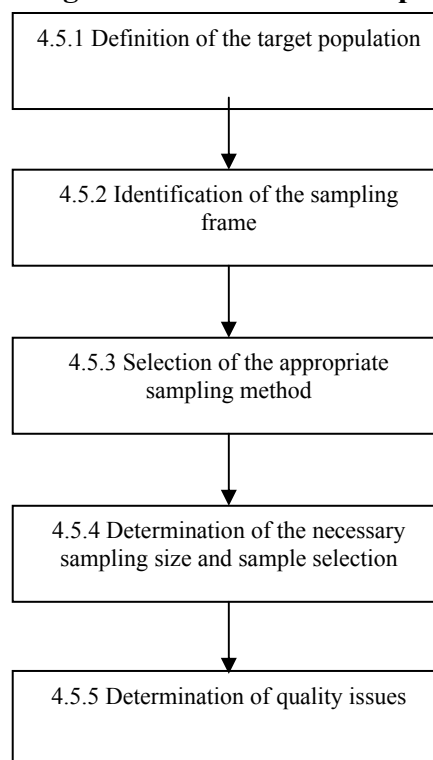 4.5.1 Definition of the target population
4.5.2 Identification of the sampling
frame
4.5.3 Selection of the appropriate
sampling method
4.5.4 Determination of the necessary
sampling size and sample selection
4.5.5 Determination of quality issues